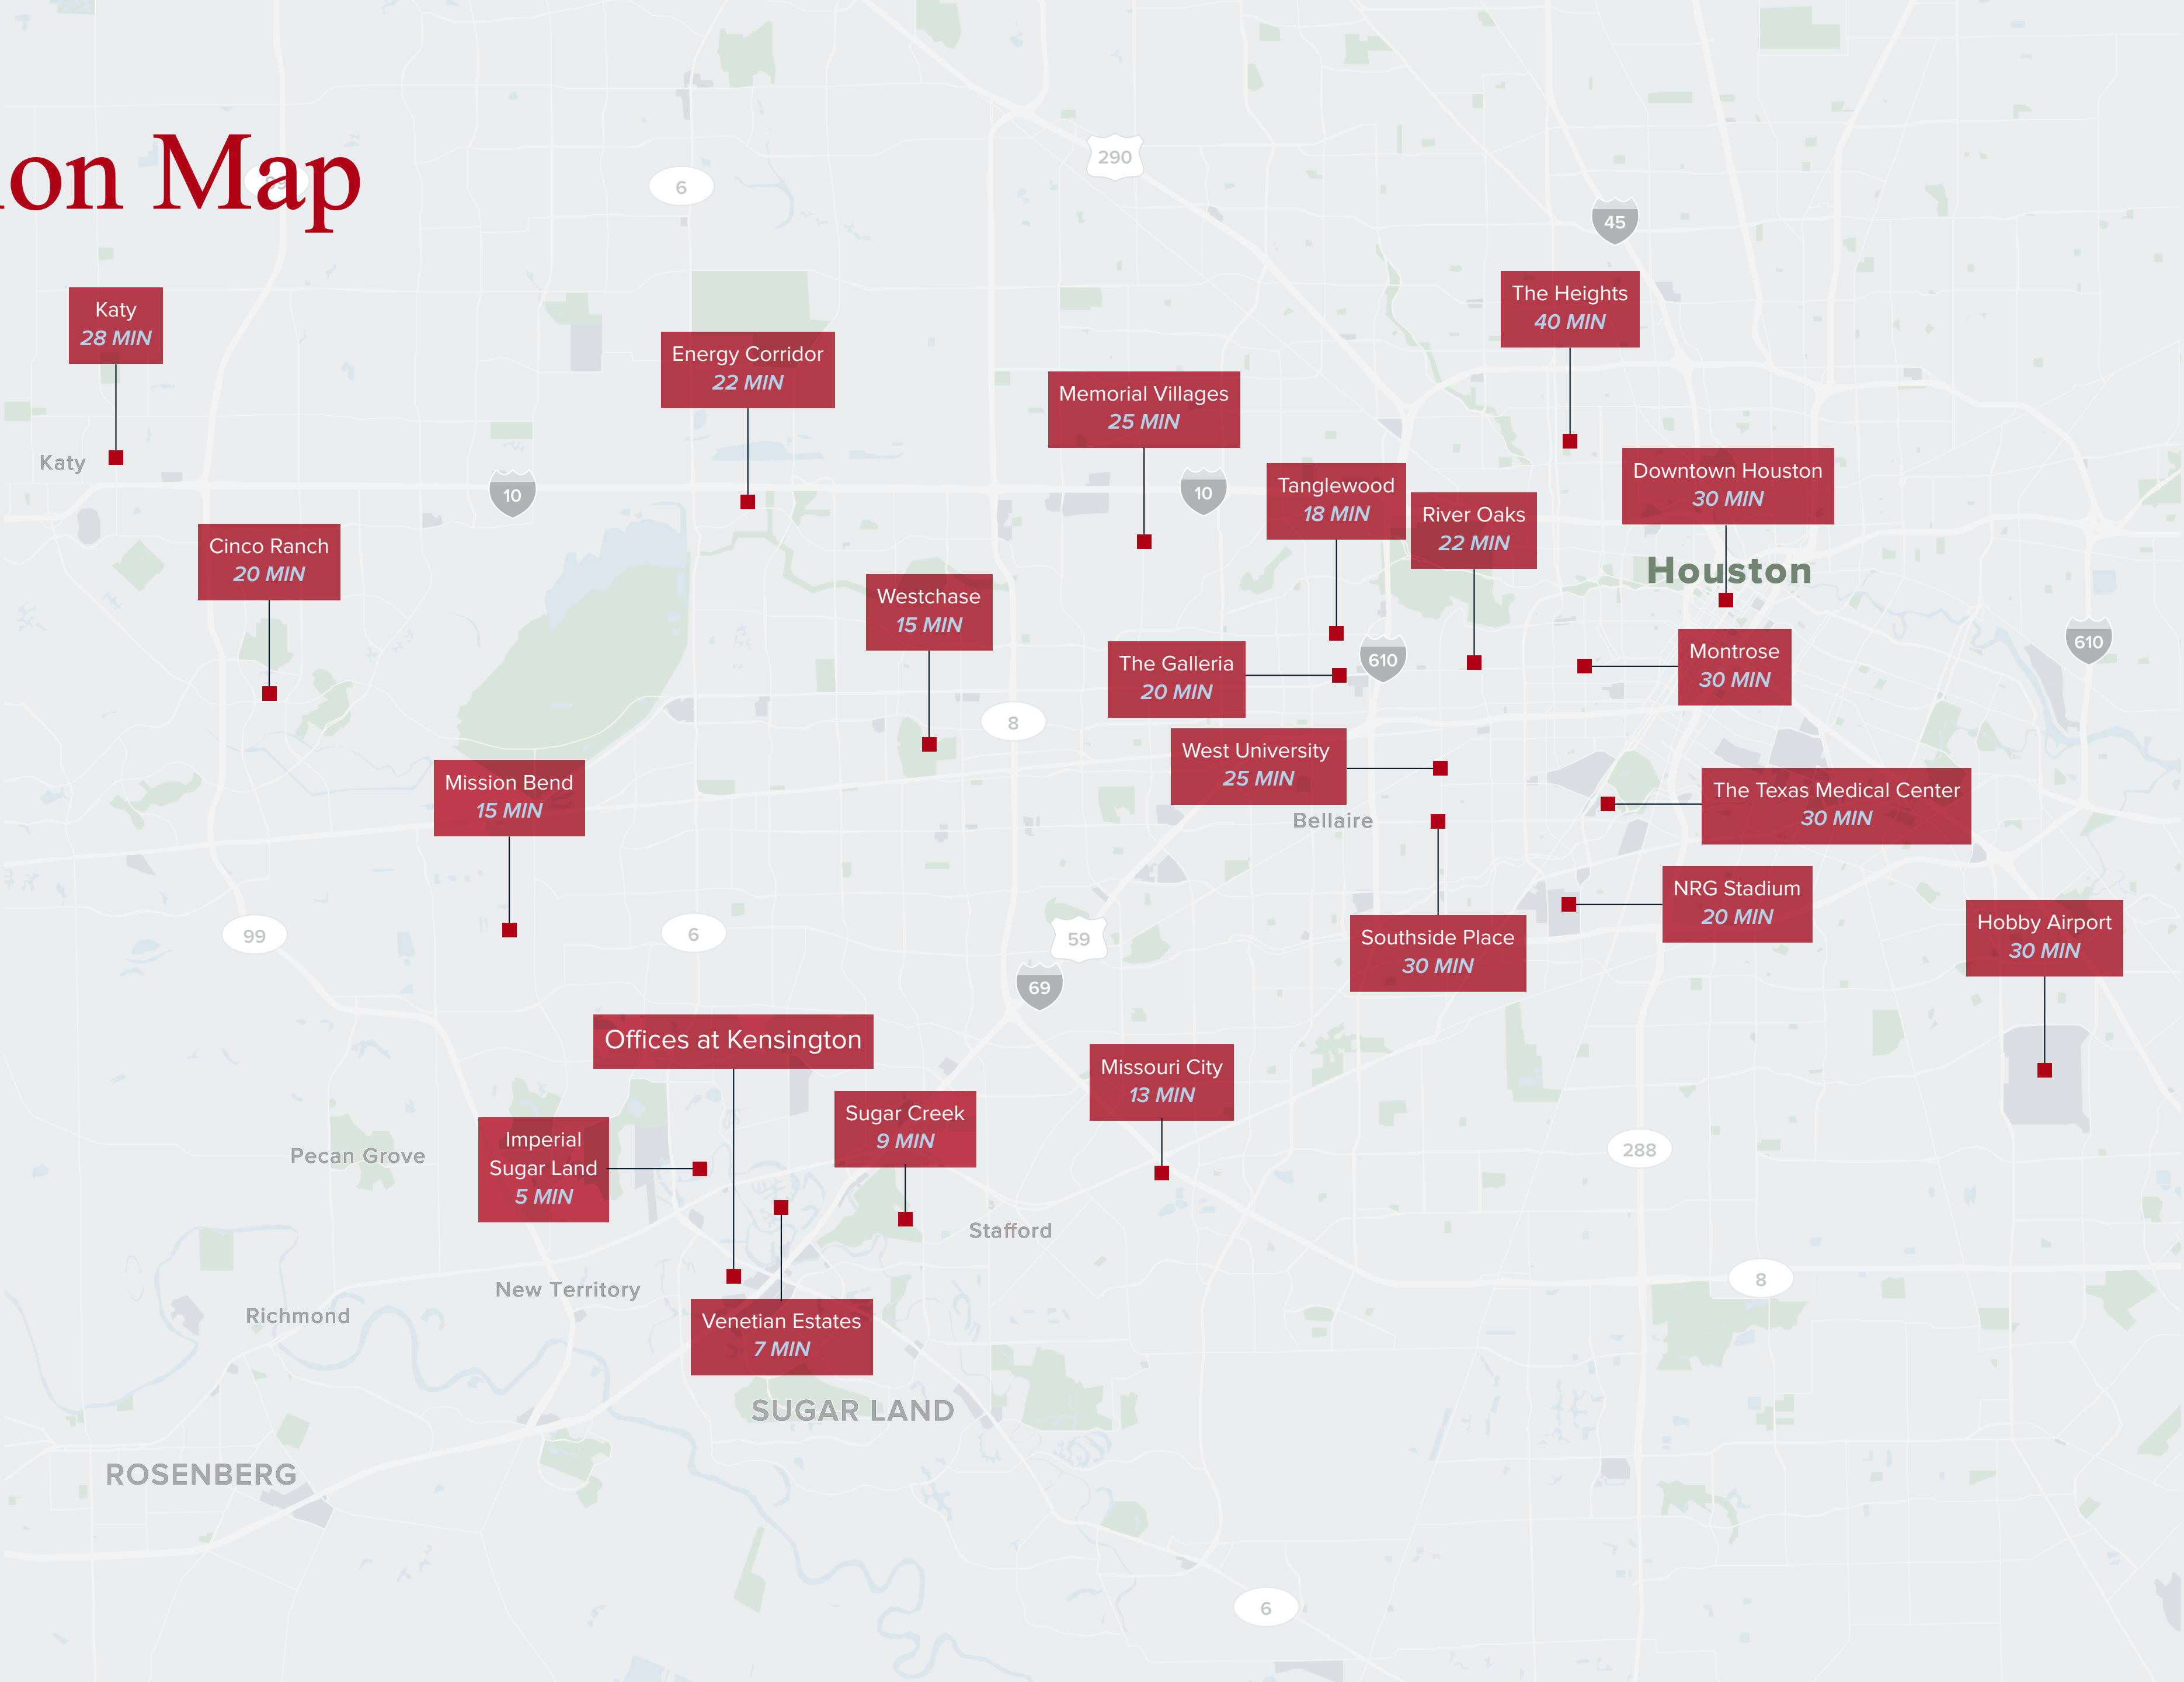 on Map
99
6
290
45
Katy
28 MIN
The Heights
40 MIN
Energy Corridor
22 MIN
Memorial Villages
25 MIN
Katy
10
10
Tanglewood
18 MIN
River Oaks
22 MIN
Downtown Houston
30 MIN
Houston
Cinco Ranch
20 MIN
Westchase
15 MIN
The Galleria
20 MIN
610
Montrose
30 MIN
610
8
West University
25 MIN
Mission Bend
15 MIN
Bellaire
The Texas Medical Center
30 MIN
NRG Stadium
20 MIN
99
6
59
Southside Place
30 MIN
Hobby Airport
30 MIN
69
Offices at Kensington
Missouri City
13 MIN
Sugar Creek
9 MIN
Imperial
Sugar Land
5 MIN
Pecan Grove
288
Stafford
New Territory
8
Richmond
Venetian Estates
7 MIN
SUGAR LAND
ROSENBERG
6